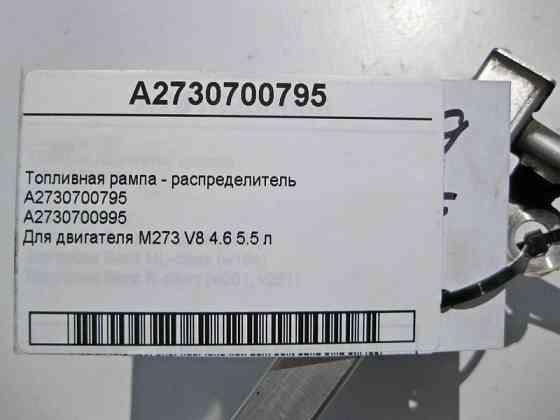 A2730700795
Топливная рампа - распределитель
A2730700795
A2730700995
Для двигателя M273 V8 4.6 5.5 л